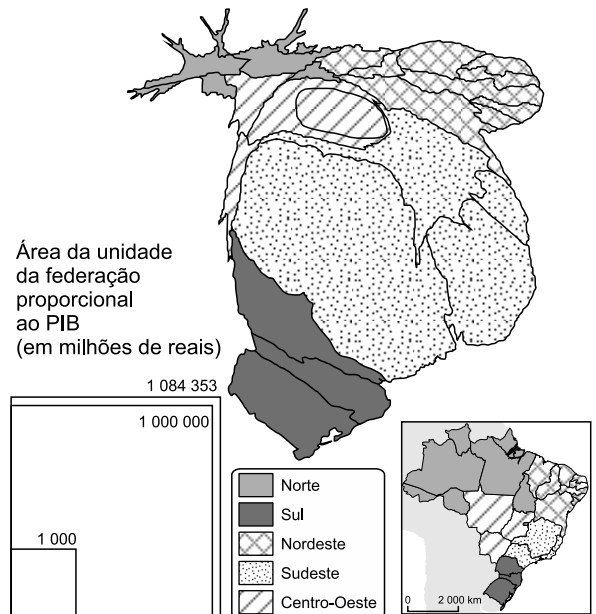 Área da unidade
da federação
proporcional
ao PIB
(em milhões de reais)
1 084 353
1 000 000
1 000
Norte
Sul
Nordeste
Sudeste
Centro-Oeste
0 2 000 km